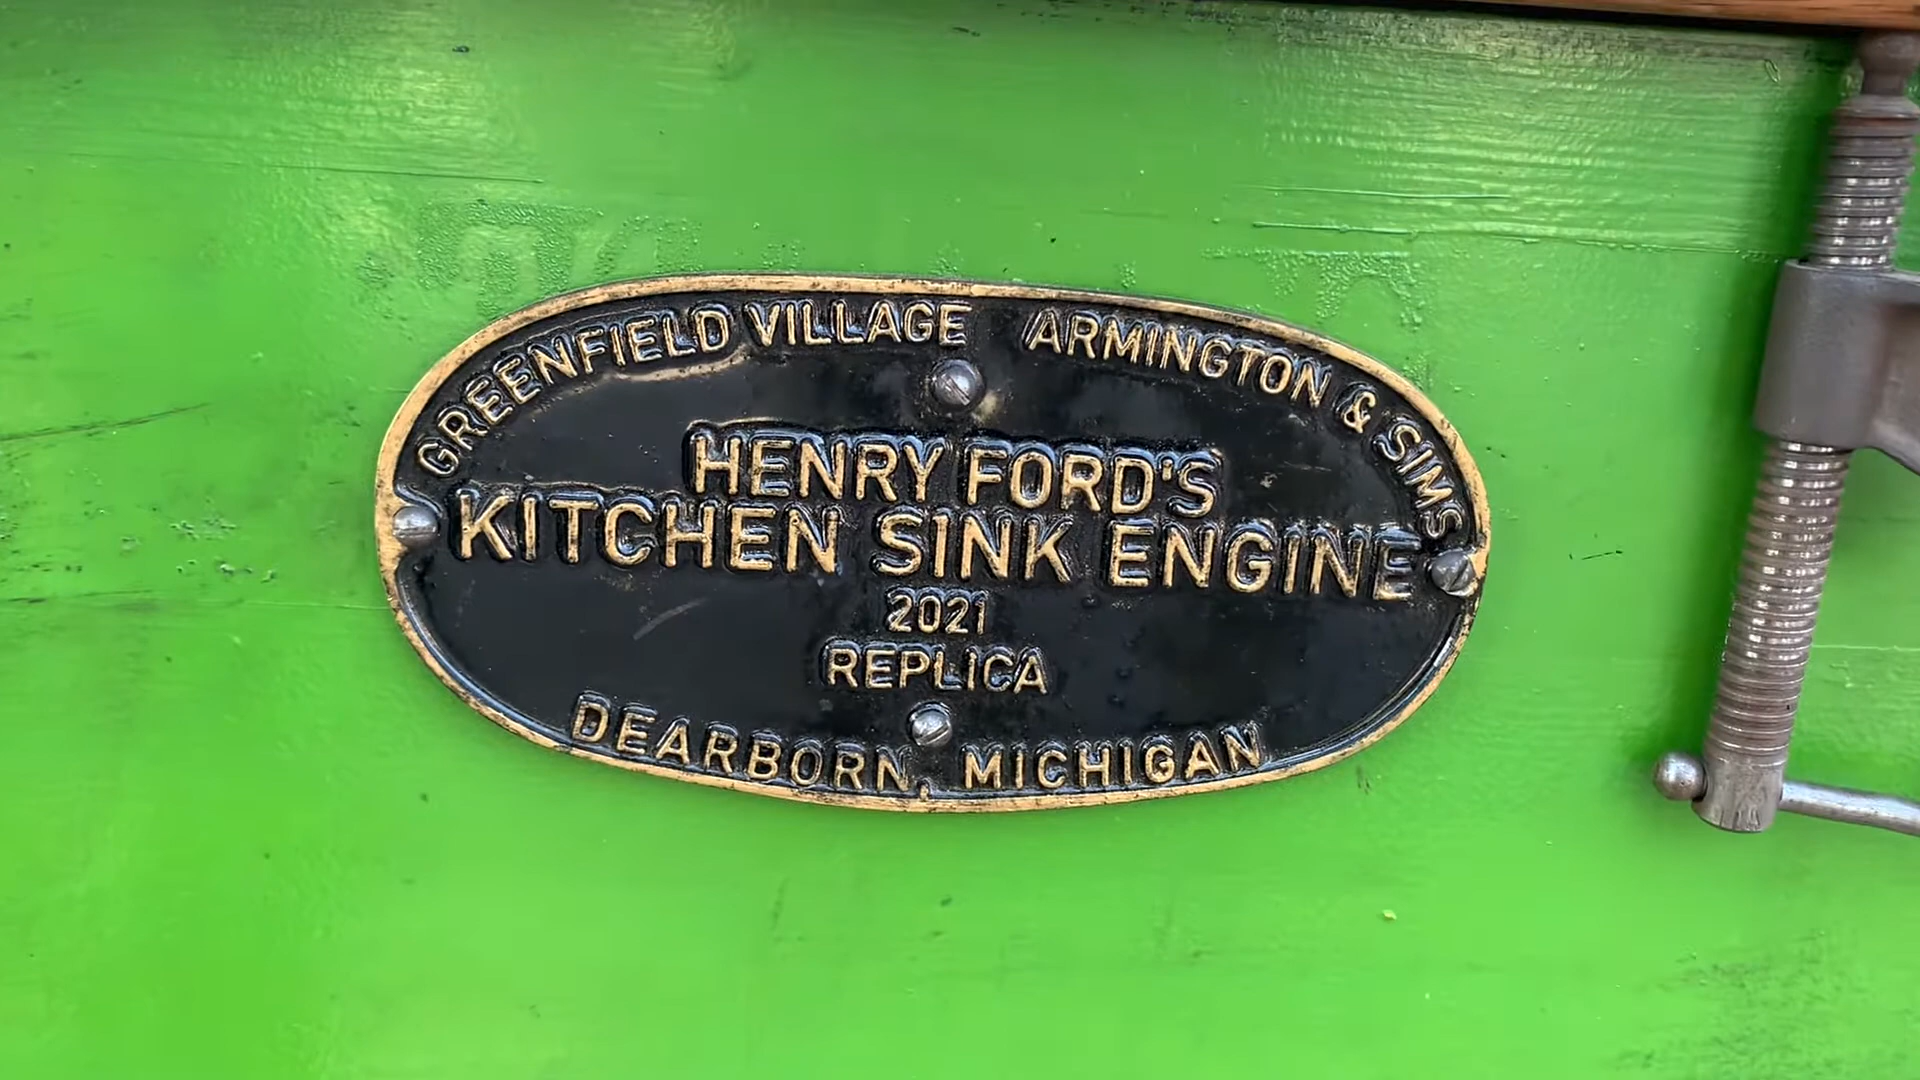 GREENFIELD VILLAGE ARMINGTON & SIMS
HENRY FORD'S
KITCHEN SINK ENGINE
2021
REPLICA
DEARBORN, MICHIGAN